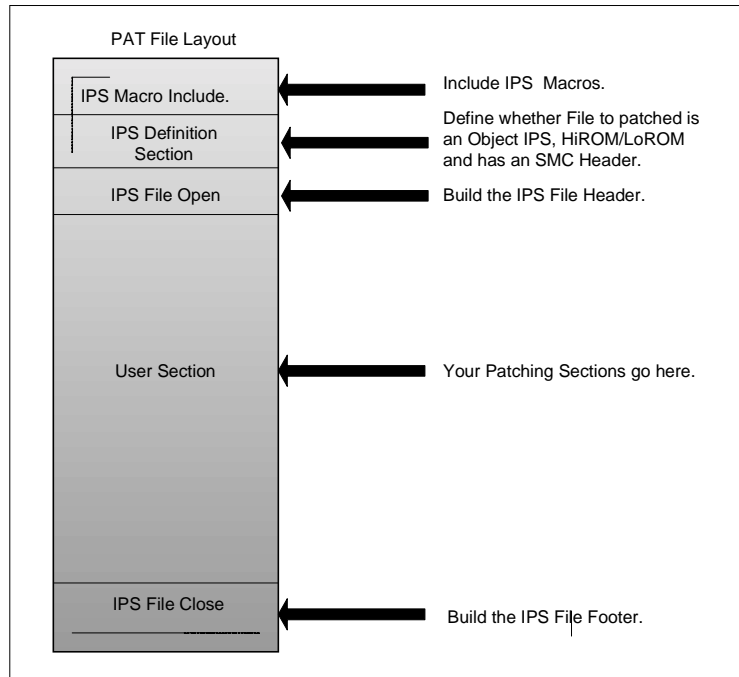 PAT File Layout
IPS Macro Include.
Include IPS Macros.
IPS Definition
Section
Define whether File to patched is
an Object IPS, HiROM/LoROM
and has an SMC Header.
IPS File Open
Build the IPS File Header.
User Section
Your Patching Sections go here.
IPS File Close
Build the IPS File Footer.